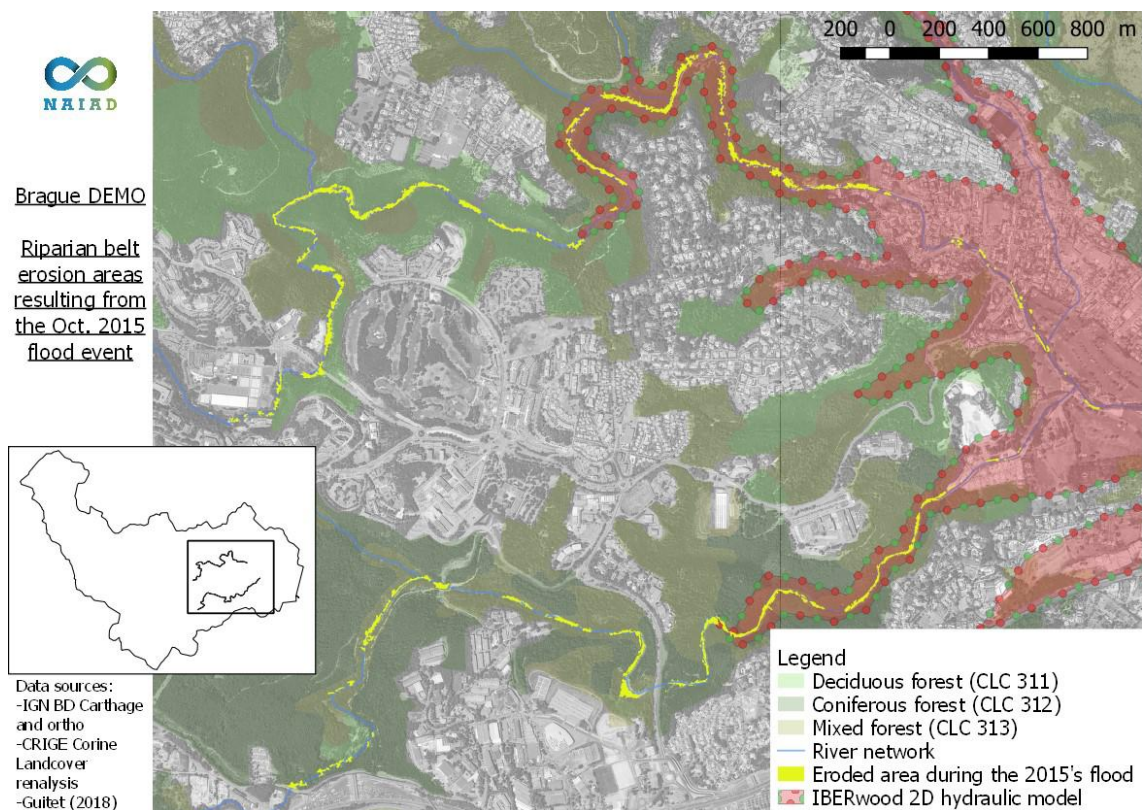 200 0 200 400 600 800 m
NAIAD
Brague DEMO
Riparian belt
erosion areas
resulting from
the Oct. 2015
flood event
Data sources:
-IGN BD Carthage
and ortho
-CRIGE Corine
Landcover
renalysis
-Guitet (2018)
Legend
Deciduous forest (CLC 311)
Coniferous forest (CLC 312)
Mixed forest (CLC 313)
River network
Eroded area during the 2015's flood
IBERwood 2D hydraulic model